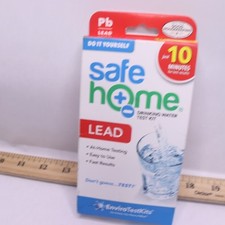 Pb
LEAD
DO IT YOURSELF
just 10
MINUTES
safe
home
DRINKING WATER
TEST KIT
LEAD
• At-Home Testing
• Easy to Use
• Fast Results
Don't guess... TEST!
EnviroTestKits